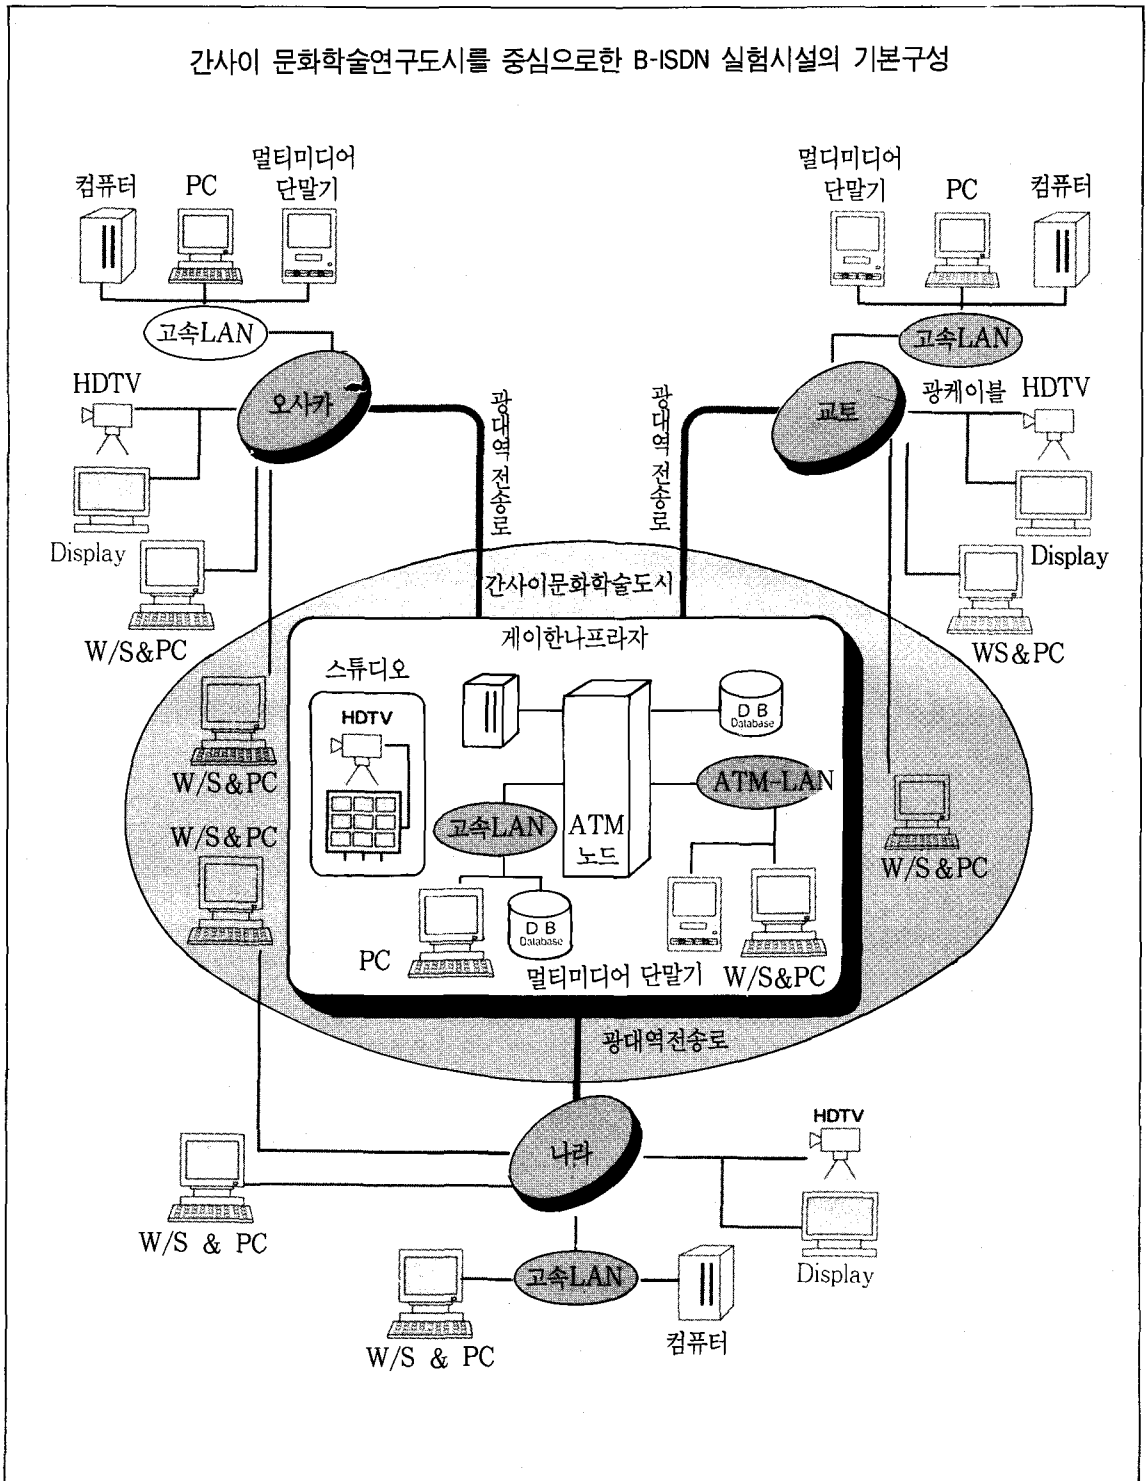 간사이 문화학술연구도시를 중심으로한 B-ISDN 실험시설의 기본구성
멀티미디어
단말기
컴퓨터
PC
고속LAN
HDTV
오사카
Display
W/S&PC
광대역 전송로
멀디미디어
단말기
PC
컴퓨터
고속LAN
교토
광케이블
HDTV
Display
WS&PC
광대역 전송로
간사이문화학술도시
게이한나프라자
스튜디오
HDTV
D B
Database
ATM-LAN
고속LAN
ATM
노드
PC
D B
Database
멀티미디어 단말기
W/S&PC
W/S&PC
W/S&PC
W/S&PC
광대역전송로
나라
HDTV
Display
W/S & PC
고속LAN
W/S & PC
컴퓨터